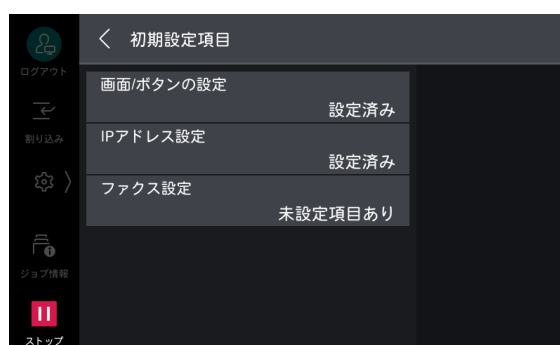 初期設定項目
ログアウト
画面/ボタンの設定
設定済み
割り込み
IPアドレス設定
設定済み
ファクス設定
未設定項目あり
ジョブ情報
ストップ